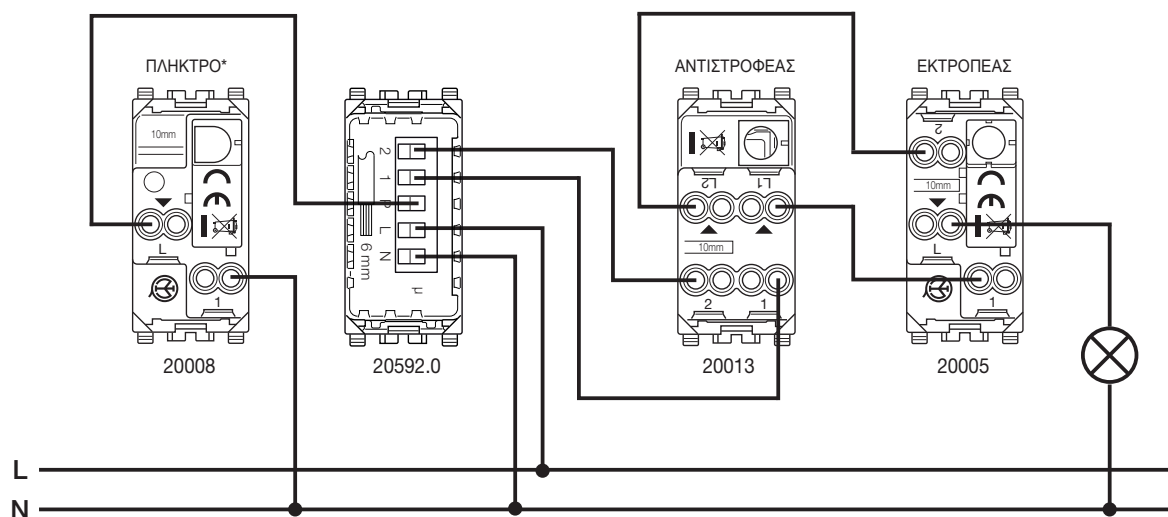 ΠΛΗΚΤΡΟ*
ΑΝΤΙΣΤΡΟΦΕΑΣ
ΕΚΤΡΟΠΕΑΣ
10mm
L
1
2
1
P
L
N
6 mm
μ
L2
L1
10mm
2
1
2
10mm
L
1
20008
20592.0
20013
20005
L
N